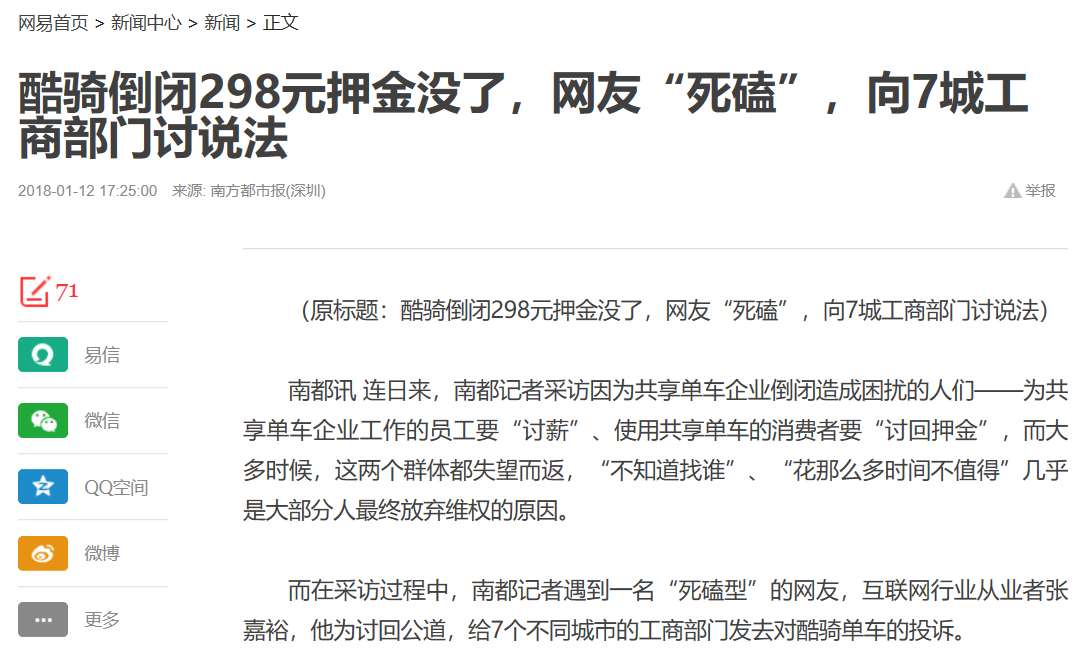 网易首页 > 新闻中心 > 新闻 > 正文
酷骑倒闭298元押金没了，网友“死磕”，向7城工
商部门讨说法
2018-01-12 17:25:00 来源: 南方都市报(深圳)
举报
71
（原标题：酷骑倒闭298元押金没了，网友“死磕”，向7城工商部门讨说法）
易信
南都讯 连日来，南都记者采访因为共享单车企业倒闭造成困扰的人们——为共
微信
享单车企业工作的员工要“讨薪”、使用共享单车的消费者要“讨回押金”，而大
多时候，这两个群体都失望而返，“不知道找谁”、“花那么多时间不值得”几乎
QQ空间
是大部分人最终放弃维权的原因。
微博
而在采访过程中，南都记者遇到一名“死磕型”的网友，互联网行业从业者张
更多
嘉裕，他为讨回公道，给7个不同城市的工商部门发去对酷骑单车的投诉。